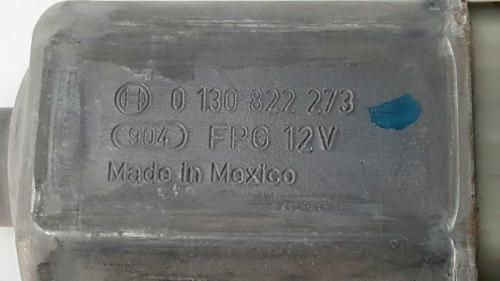 0 130 822 273
(904) FPG 12V
Made in Mexico